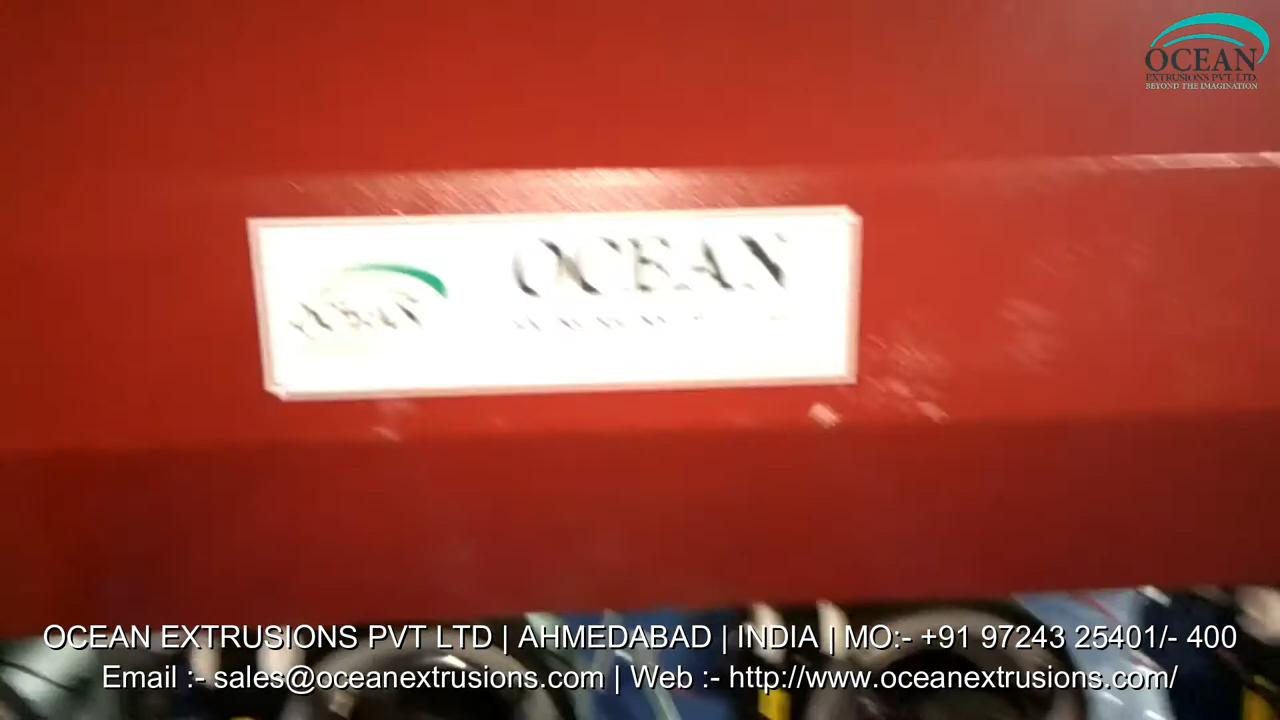 OCEAN
EXTRUSIONS PVT. LTD.
BEYOND THE IMAGINATION
OCEAN
OCEAN
OCEAN EXTRUSIONS PVT LTD | AHMEDABAD | INDIA | MO:- +91 97243 25401/- 400
Email :- sales@oceanextrusions.com | Web :- http://www.oceanextrusions.com/